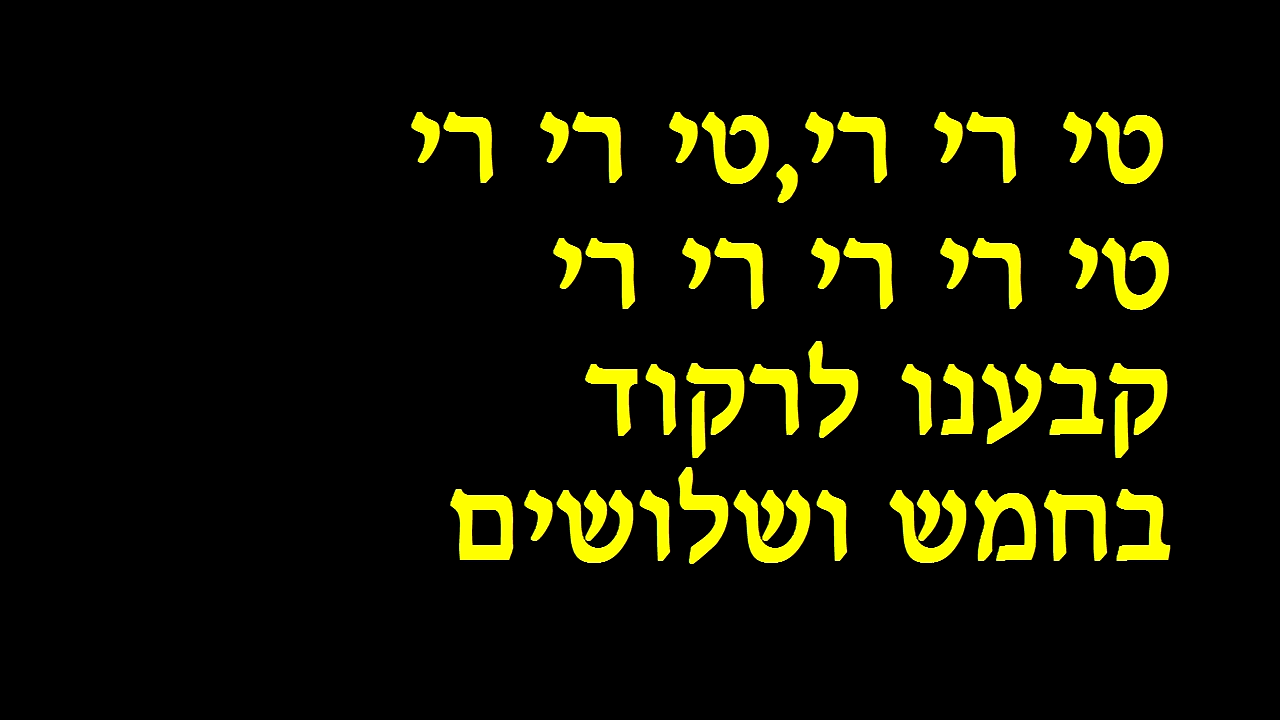 טי רי רי,טי רי רי
טי רי רי רי רי
קבענו לרקוד
בחמש ושלושים